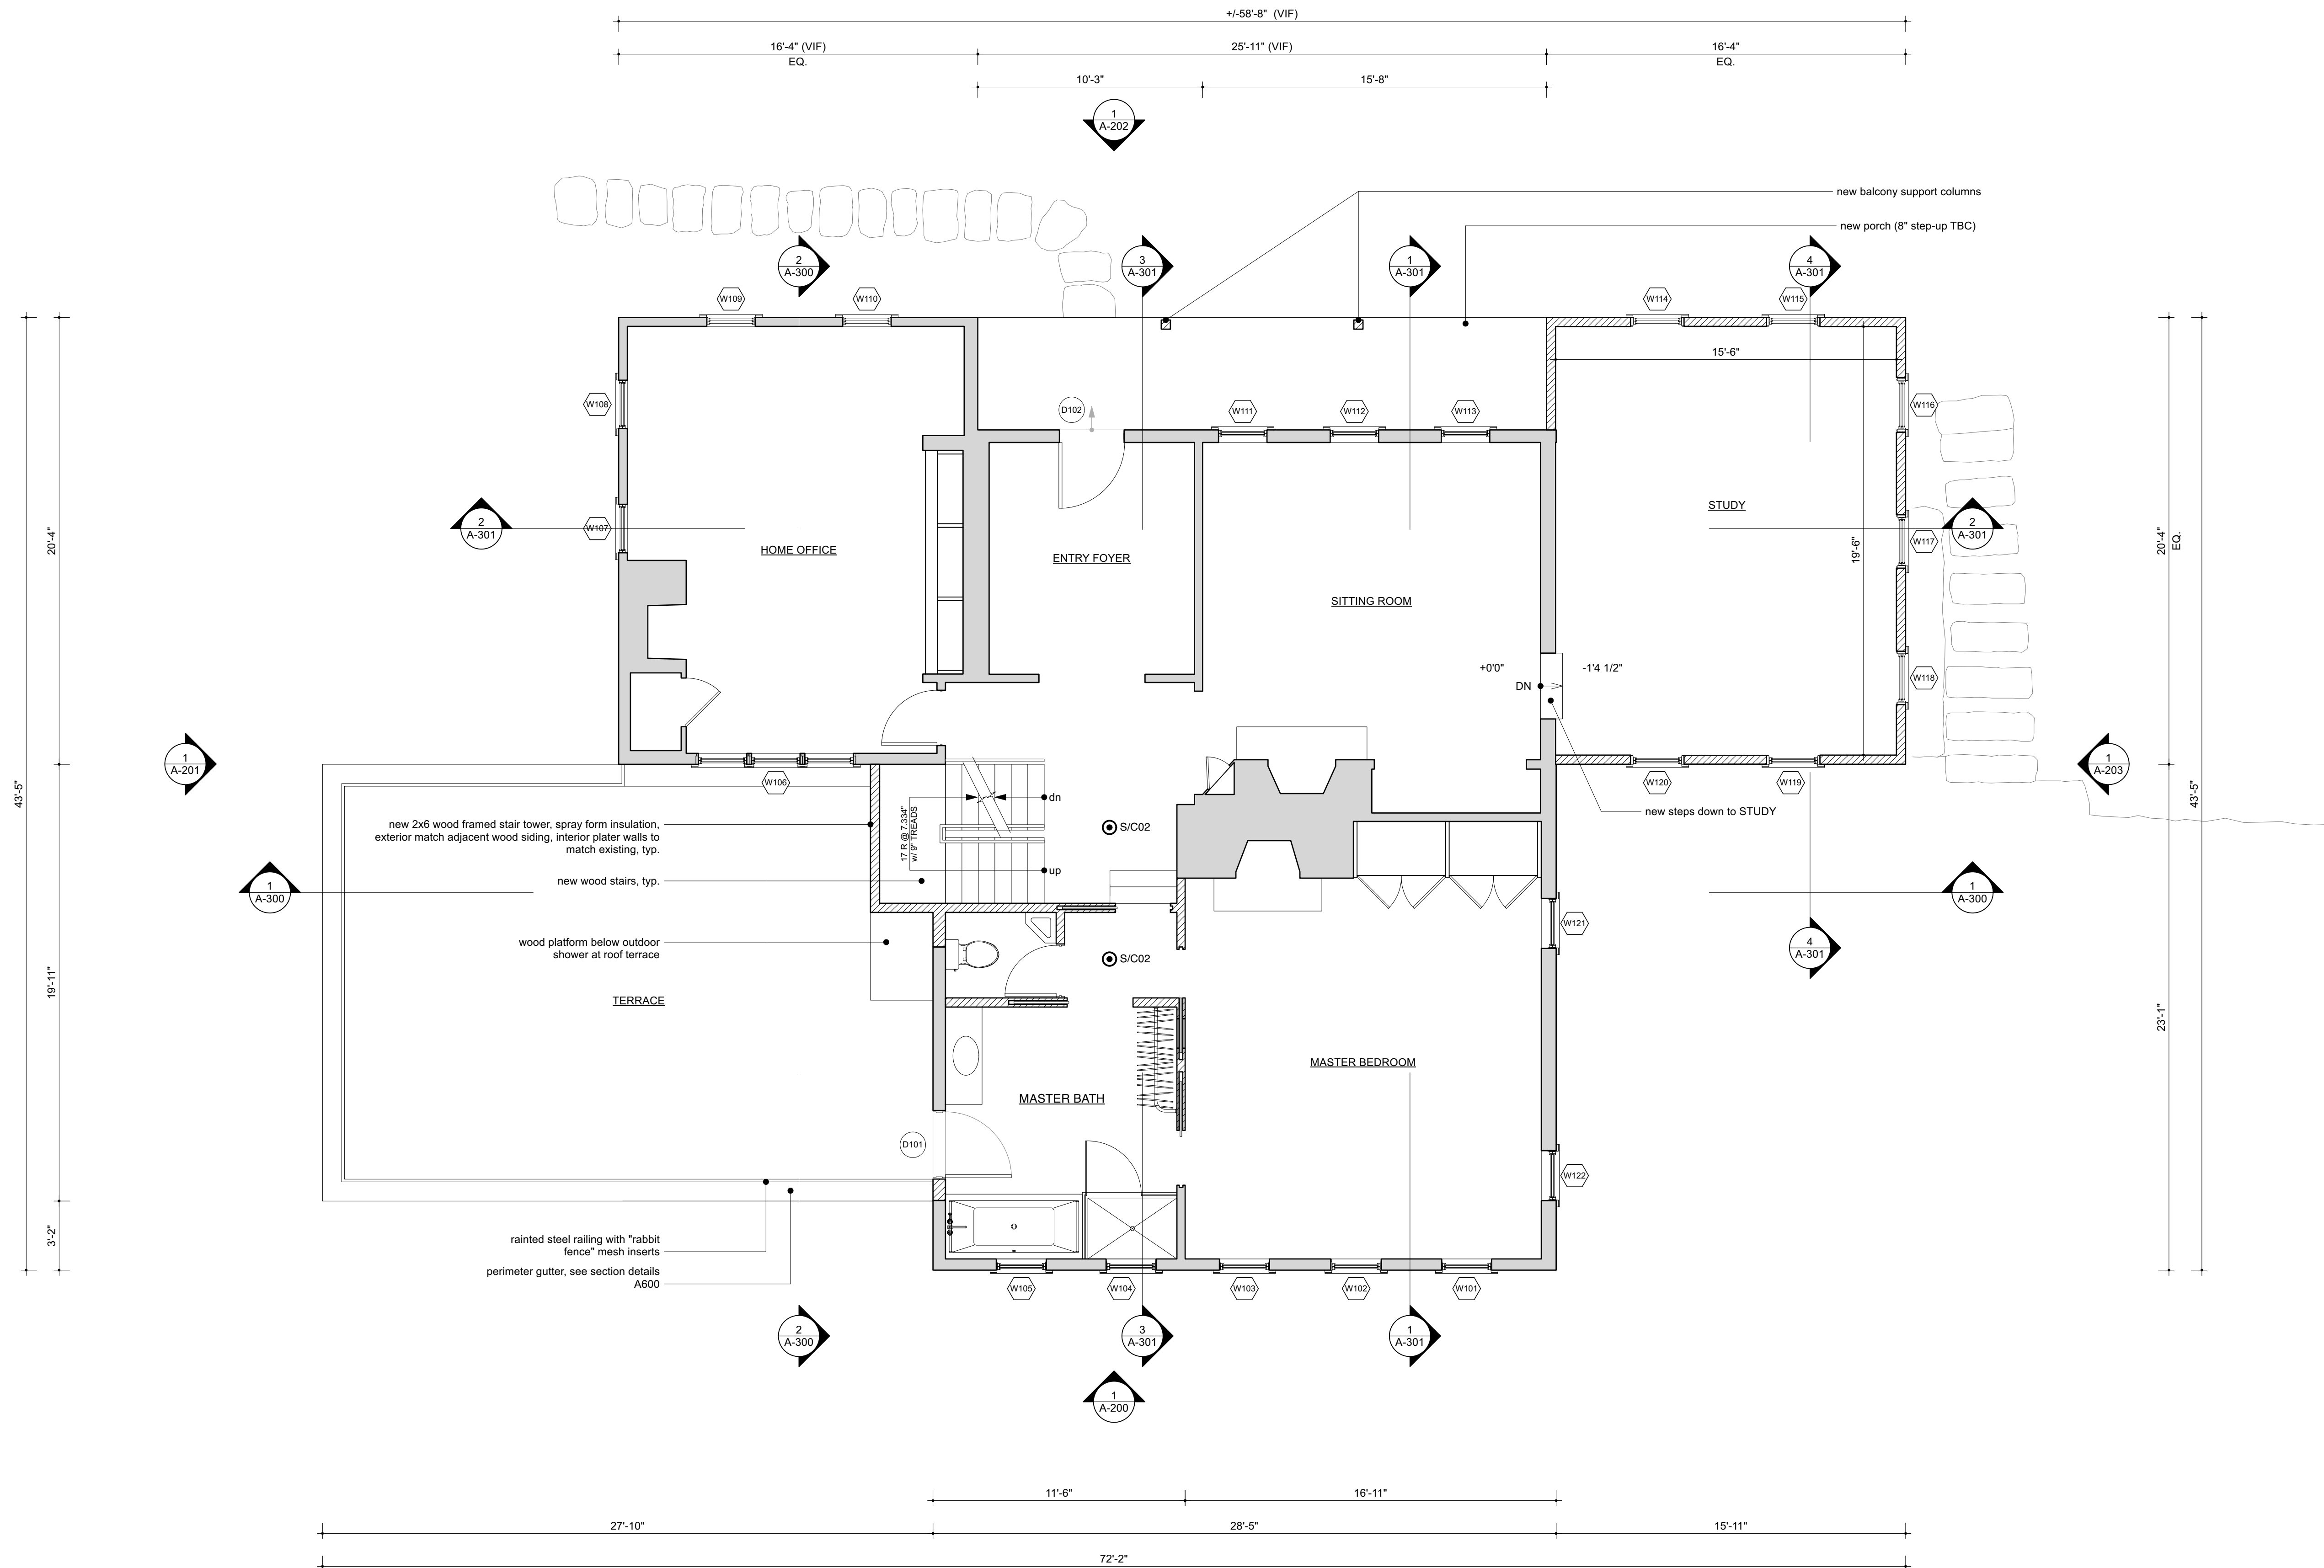 +/-58'-8" (VIF)
16'-4" (VIF)
EQ.
25'-11" (VIF)
16'-4"
EQ.
10'-3"
15'-8"
1
A-202
new balcony support columns
new porch (8" step-up TBC)
2
A-300
3
A-301
1
A-301
4
A-301
W109
W110
W114
W115
15'-6"
W108
D102
W111
W112
W113
W116
20'-4"
43'-5"
2
A-301
W107
HOME OFFICE
ENTRY FOYER
SITTING ROOM
STUDY
19'-6"
W117
2
A-301
20'-4"
EQ.
43'-5"
+0'0"
-1'4 1/2"
DN
W118
1
A-201
W106
W120
W119
1
A-203
dn
17 R @ 7.334"
w/ 9" TREADS
up
S/C02
new steps down to STUDY
new 2x6 wood framed stair tower, spray form insulation,
exterior match adjacent wood siding, interior plater walls to
match existing, typ.
new wood stairs, typ.
1
A-300
1
A-300
W121
wood platform below outdoor
shower at roof terrace
S/C02
4
A-301
19'-11"
TERRACE
23'-1"
MASTER BEDROOM
MASTER BATH
D101
W122
3'-2"
rainted steel railing with "rabbit
fence" mesh inserts
perimeter gutter, see section details
A600
W105
W104
W103
W102
W101
2
A-300
3
A-301
1
A-301
1
A-200
11'-6"
16'-11"
27'-10"
28'-5"
15'-11"
72'-2"